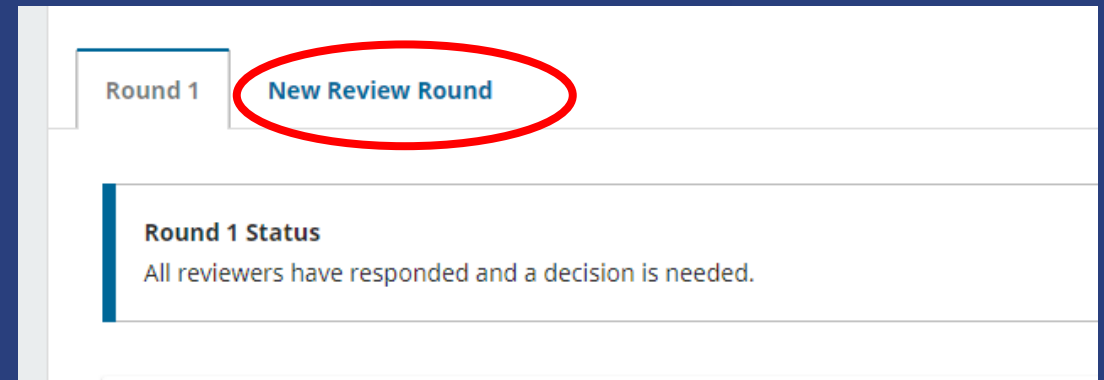 Round 1 New Review Round
Round 1 Status
All reviewers have responded and a decision is needed.